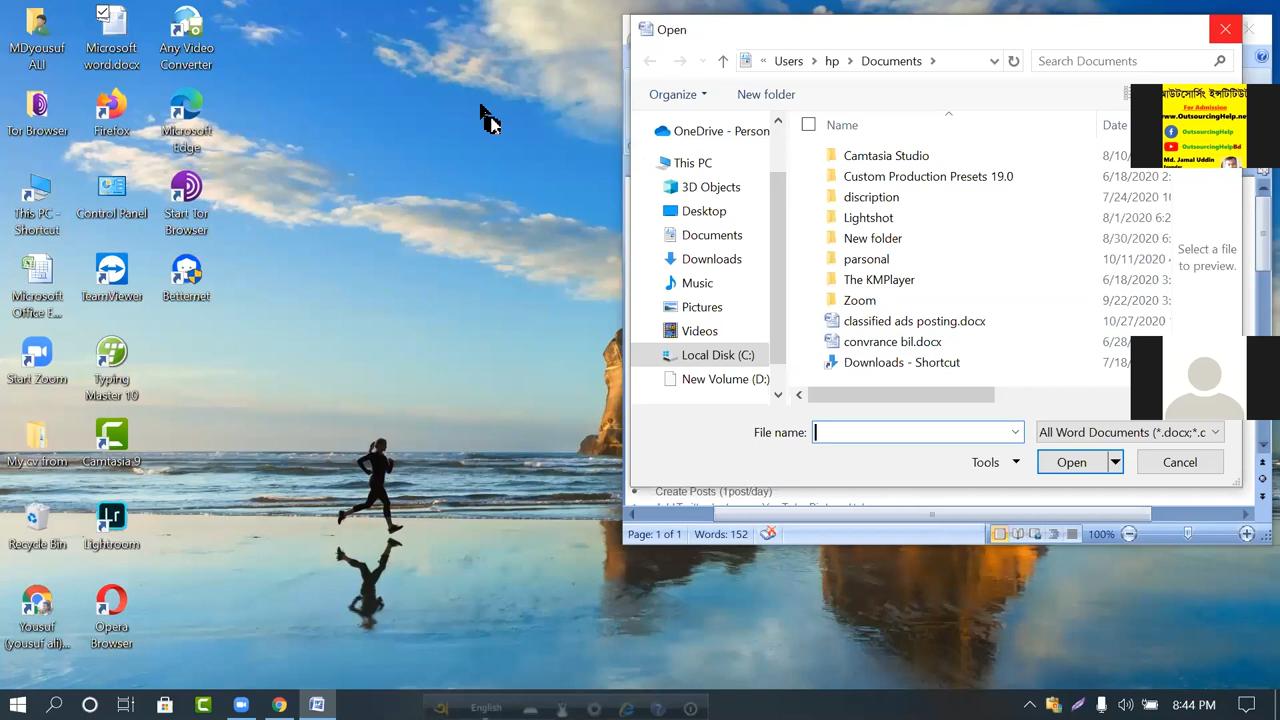 MDyousuf
ALI
Microsoft
word.docx
Any Video
Converter
Tor Browser
Firefox
Microsoft
Edge
This PC -
Shortcut
Control Panel
Start Tor
Browser
Microsoft
Office E...
TeamViewer
Betternet
Start Zoom
Typing
Master 10
My cv from
Camtasia 9
Recycle Bin
Lightroom
Yousuf
(yousuf ali)...
Opera
Browser
Open
« Users > hp > Documents >
Search Documents
Organize
New folder
OneDrive - Person
This PC
3D Objects
Desktop
Documents
Downloads
Music
Pictures
Videos
Local Disk (C:)
New Volume (D:)
Name
Date
Camtasia Studio
8/10/
Custom Production Presets 19.0
6/18/2020 2:
discription
7/24/2020 10
Lightshot
8/1/2020 6:2
New folder
8/30/2020 6:
parsonal
10/11/2020
The KMPlayer
6/18/2020 3:
Zoom
9/22/2020 3:
classified ads posting.docx
10/27/2020
convrance bil.docx
6/28/
Downloads - Shortcut
7/18/
Select a file
to preview.
আউটসোর্সিং ইন্সটিটিউ
For Admission
www.OutsourcingHelp.ne
OutsourcingHelp
OutsourcingHelpBd
Md. Jamal Uddin
File name:
All Word Documents (*.docx;*.c
Tools
Open
Cancel
Create Posts (1post/day)
Page: 1 of 1
Words: 152
100%
English
8:44 PM